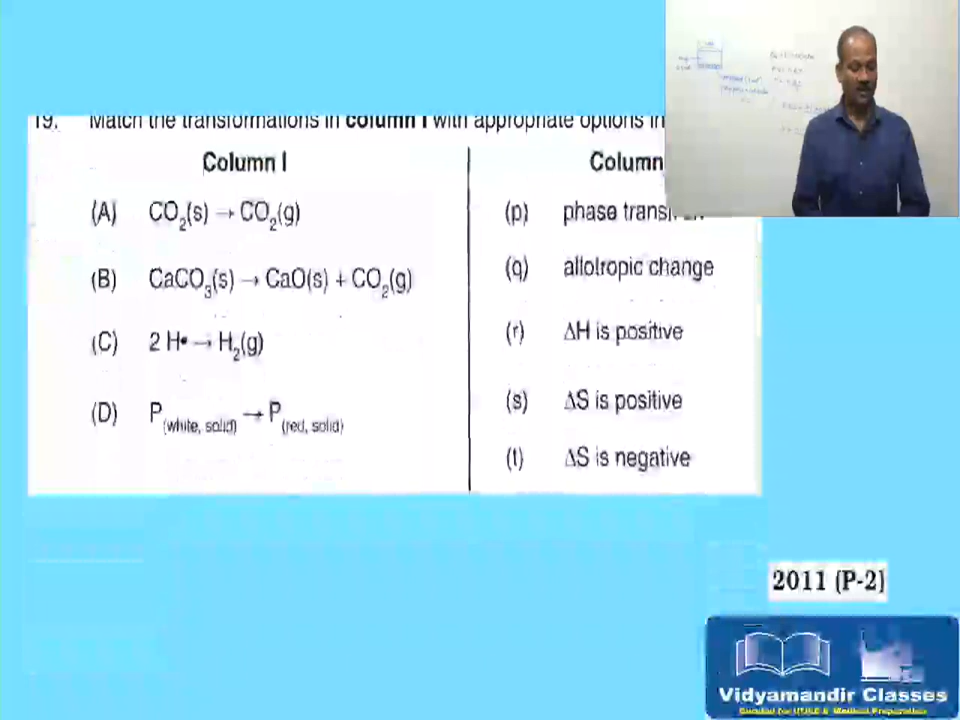 19. Match the transformations in column I with appropriate options in
Column I
Column
(A) CO₂(s) → CO₂(g)
(p) phase
(B) CaCO₃(s) → CaO(s) + CO₂(g)
(q) allotropic change
(r) ΔH is positive
(C) 2 H• → H₂(g)
(D) P(white, solid) → P(red, solid)
(s) ΔS is positive
(t) ΔS is negative
2011 (P-2)
Vidyamandir Classes